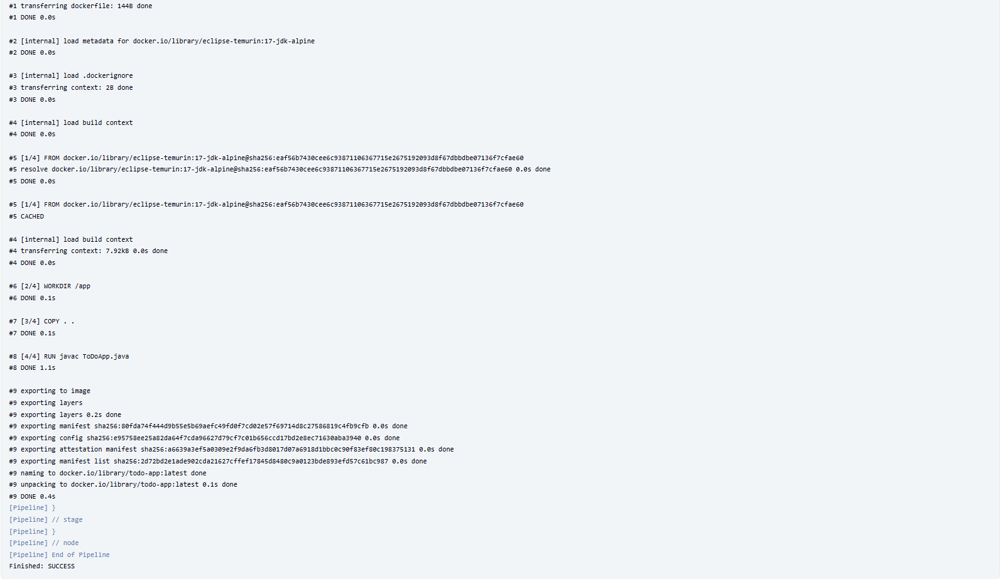 #1 transferring dockerfile: 144B done
#1 DONE 0.0s
#2 [internal] load metadata for docker.io/library/eclipse-temurin:17-jdk-alpine
#2 DONE 0.0s
#3 [internal] load .dockerignore
#3 transferring context: 2B done
#3 DONE 0.0s
#4 [internal] load build context
#4 DONE 0.0s
#5 [1/4] FROM docker.io/library/eclipse-temurin:17-jdk-alpine@sha256:eaf56b7430cee6c93871106367715e2675192093d8f67dbbdbe07136f7cfae60
#5 resolve docker.io/library/eclipse-temurin:17-jdk-alpine@sha256:eaf56b7430cee6c93871106367715e2675192093d8f67dbbdbe07136f7cfae60 0.0s done
#5 DONE 0.0s
#5 [1/4] FROM docker.io/library/eclipse-temurin:17-jdk-alpine@sha256:eaf56b7430cee6c93871106367715e2675192093d8f67dbbdbe07136f7cfae60
#5 CACHED
#4 [internal] load build context
#4 transferring context: 7.92kB 0.0s done
#4 DONE 0.0s
#6 [2/4] WORKDIR /app
#6 DONE 0.1s
#7 [3/4] COPY . .
#7 DONE 0.1s
#8 [4/4] RUN javac ToDoApp.java
#8 DONE 1.1s
#9 exporting to image
#9 exporting layers
#9 exporting layers 0.2s done
#9 exporting manifest sha256:80fda74f444d9b55e5b69aefc49fd0f7cd02e57f69714d8c27586819c4fb9cfb 0.0s done
#9 exporting config sha256:e95758ee25a82da64f7cda96627d79cf7c01b656ccd17bd2e8ec71630aba3940 0.0s done
#9 exporting attestation manifest sha256:a6639a3ef5a0309e2f9da6fb3d8017d07a6918d1bbc0c90f83ef80c198375131 0.0s done
#9 exporting manifest list sha256:2d72bd2e1ade902cda21627cffef17845d8480c9a0123bde893efd57c61bc987 0.0s done
#9 naming to docker.io/library/todo-app:latest done
#9 unpacking to docker.io/library/todo-app:latest 0.1s done
#9 DONE 0.4s
[Pipeline] }
[Pipeline] // stage
[Pipeline] }
[Pipeline] // node
[Pipeline] End of Pipeline
Finished: SUCCESS